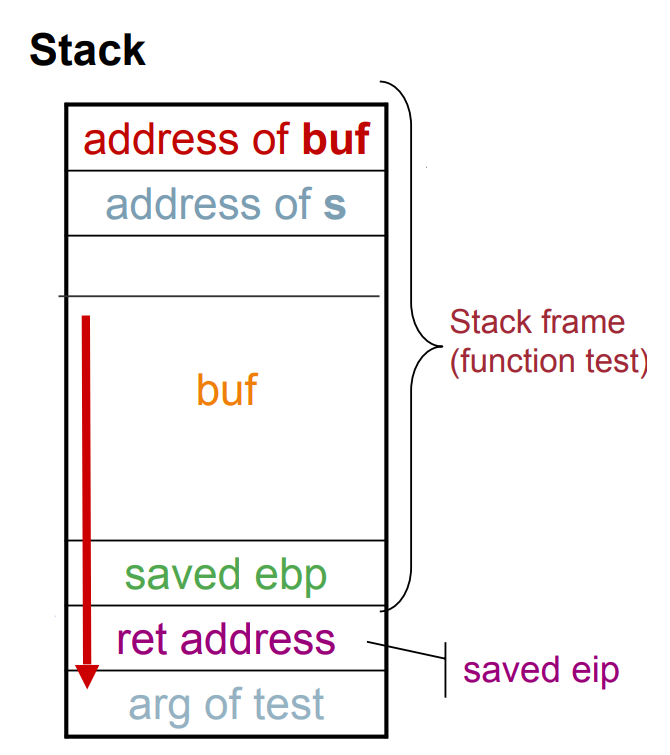 Stack
address of buf
address of s
Stack frame
(function test)
buf
saved ebp
ret address
saved eip
arg of test